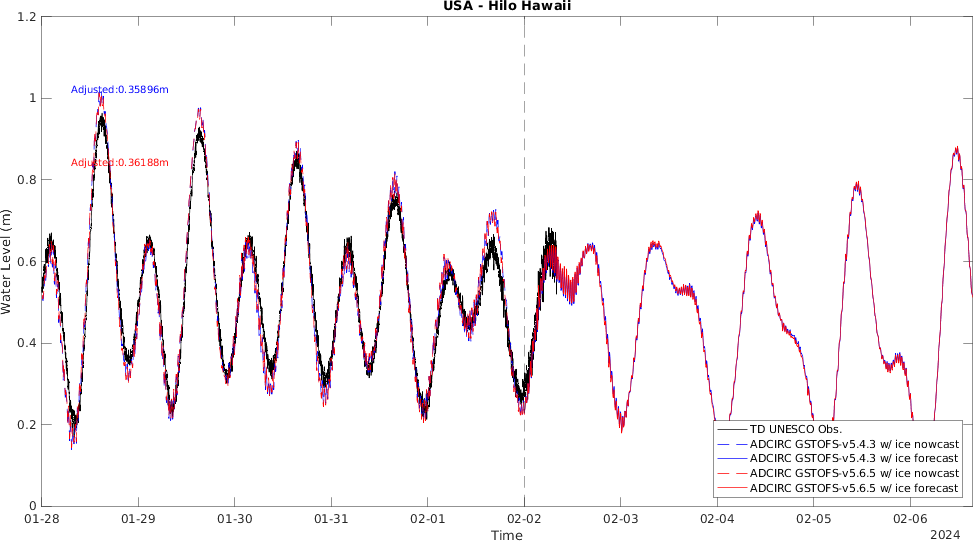 USA - Hilo Hawaii
1.2
1
0.8
0.6
0.4
0.2
0
Water Level (m)
Adjusted:0.35896m
Adjusted:0.36188m
TD UNESCO Obs.
ADCIRC GSTOFS-v5.4.3 w/ ice nowcast
ADCIRC GSTOFS-v5.4.3 w/ ice forecast
ADCIRC GSTOFS-v5.6.5 w/ ice nowcast
ADCIRC GSTOFS-v5.6.5 w/ ice forecast
01-28 01-29 01-30 01-31 02-01 02-02 02-03 02-04 02-05 02-06
Time
2024